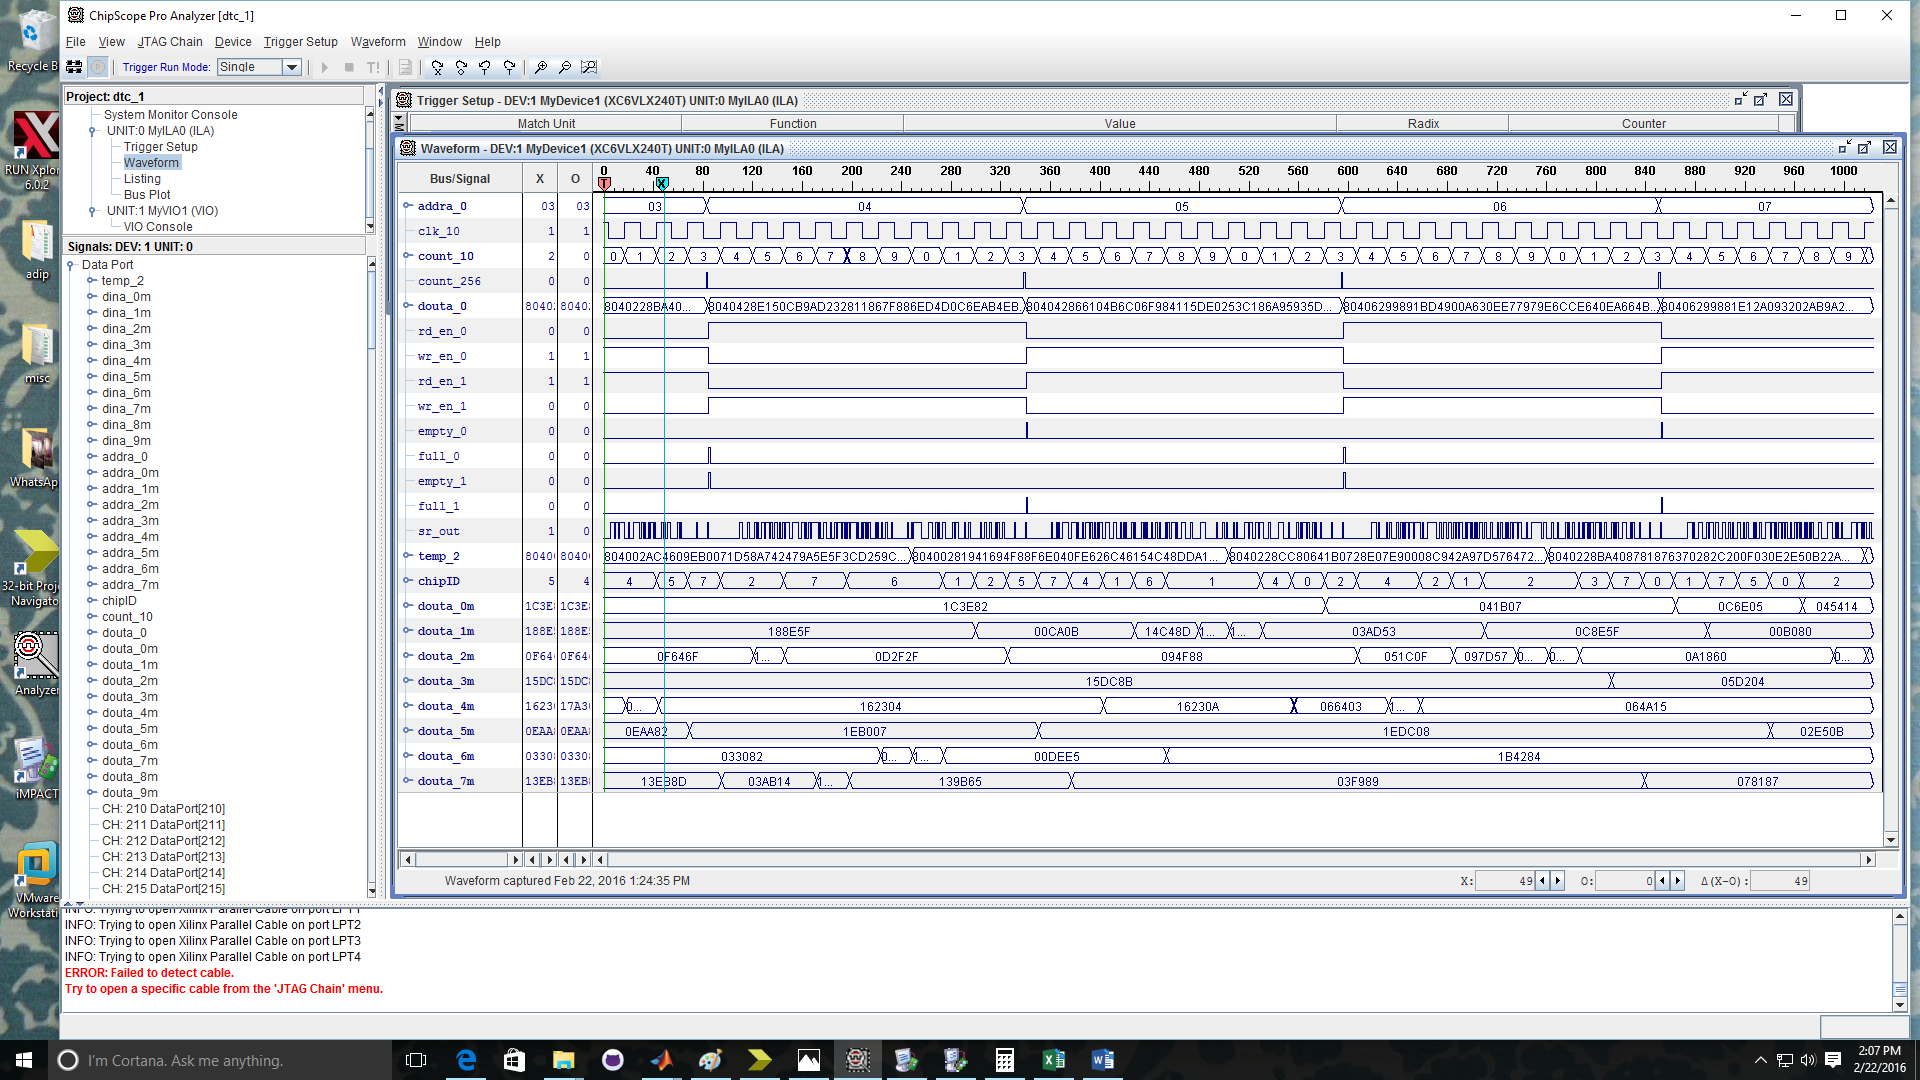 ChipScope Pro Analyzer [dtc_1]
File View JTAG Chain Device Trigger Setup Waveform Window Help
Trigger Run Mode: Single T!
Recycle B
RUN Xplor
6.0.2
adip
misc
WhatsAp
32-bit Proj
Navigato
Analyzer
iMPACT
VMware
Workstati
Project: dtc_1
System Monitor Console
UNIT:0 MyILA0 (ILA)
Trigger Setup
Waveform
Listing
Bus Plot
UNIT:1 MyVIO1 (VIO)
VIO Console
Signals: DEV: 1 UNIT: 0
Data Port
temp_2
dina_0m
dina_1m
dina_2m
dina_3m
dina_4m
dina_5m
dina_6m
dina_7m
dina_8m
dina_9m
addra_0
addra_0m
addra_1m
addra_2m
addra_3m
addra_4m
addra_5m
addra_6m
addra_7m
chipID
count_10
douta_0
douta_0m
douta_1m
douta_2m
douta_3m
douta_4m
douta_5m
douta_6m
douta_7m
douta_8m
douta_9m
CH: 210 DataPort[210]
CH: 211 DataPort[211]
CH: 212 DataPort[212]
CH: 213 DataPort[213]
CH: 214 DataPort[214]
CH: 215 DataPort[215]
Trigger Setup - DEV:1 MyDevice1 (XC6VLX240T) UNIT:0 MyILA0 (ILA)
Match Unit Function Value Radix Counter
Waveform - DEV:1 MyDevice1 (XC6VLX240T) UNIT:0 MyILA0 (ILA)
Bus/Signal X O 0 40 80 120 160 200 240 280 320 360 400 440 480 520 560 600 640 680 720 760 800 840 880 920 960 1000
T X
addra_0 03 03 03 04 05 06 07
clk_10 1 1
count_10 2 0 0 1 2 3 4 5 6 7 8 9 0 1 2 3 4 5 6 7 8 9 0 1 2 3 4 5 6 7 8 9 0 1 2 3 4 5 6 7 8 9
count_256 0 0
douta_0 8040: 8040: 8040228BA40... 8040428E150CB9AD232811867F886ED4D0C6EAB4EB... 804042866104B6C06F984115DE0253C186A95935D... 80406299891BD4900A630EE77979E6CCE640EA664B... 80406299881E12A093202AB9A2...
rd_en_0 0 0
wr_en_0 1 1
rd_en_1 1 1
wr_en_1 0 0
empty_0 0 0
full_0 0 0
empty_1 0 0
full_1 0 0
sr_out 1 0
temp_2 8040( 8040( 804002AC4609EB0071D58A742479A5E5F3CD259C... 80400281941694F88F6E040FE626C46154C48DDA1... 8040228CC80641B0728E07E90008C942A97D576472... 8040228BA408781876370282C200F030E2E50B22A...
chipID 5 4 4 5 7 2 7 6 1 2 5 7 4 1 6 1 4 0 2 4 2 1 2 3 7 0 1 7 5 0 2
douta_0m 1C3E: 1C3E: 1C3E82 041B07 0C6E05 045414
douta_1m 188E: 188E: 188E5F 00CA0B 14C48D 1... 1... 03AD53 0C8E5F 00B080
douta_2m 0F64( 0F64( 0F646F 1... 0D2F2F 094F88 051C0F 097D57 0... 0... 0A1860 0...
douta_3m 15DC: 15DC: 15DC8B 05D204
douta_4m 1623( 17A3( 0... 162304 16230A 066403 1... 064A15
douta_5m 0EAA: 0EAA: 0EAA82 1EB007 1EDC08 02E50B
douta_6m 0330: 0330: 033082 0... 1... 00DEE5 1B4284
douta_7m 13EB: 13EB: 13EB8D 03AB14 1... 139B65 03F989 078187
Waveform captured Feb 22, 2016 1:24:35 PM X: 49 O: 0 Δ(X-O): 49
INFO: Trying to open Xilinx Parallel Cable on port LPT1
INFO: Trying to open Xilinx Parallel Cable on port LPT2
INFO: Trying to open Xilinx Parallel Cable on port LPT3
INFO: Trying to open Xilinx Parallel Cable on port LPT4
ERROR: Failed to detect cable.
Try to open a specific cable from the 'JTAG Chain' menu.
I'm Cortana. Ask me anything.
2:07 PM
2/22/2016